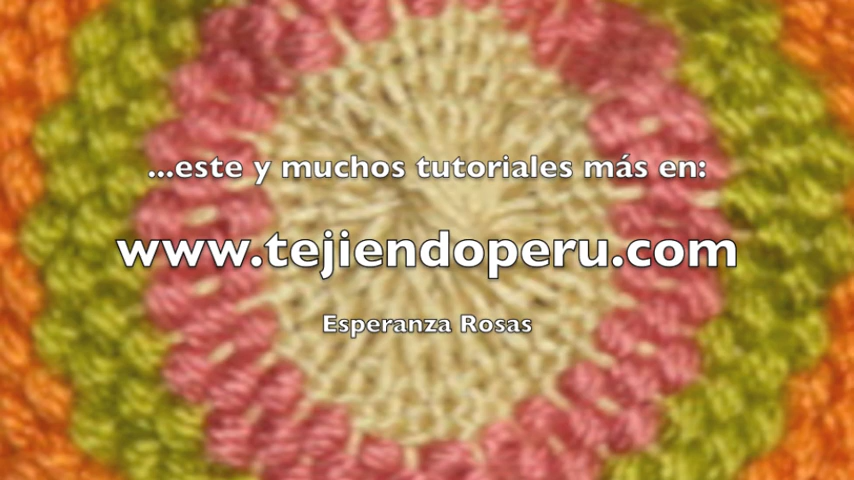 ...este y muchos tutoriales más en:
www.tejiendoperu.com
Esperanza Rosas